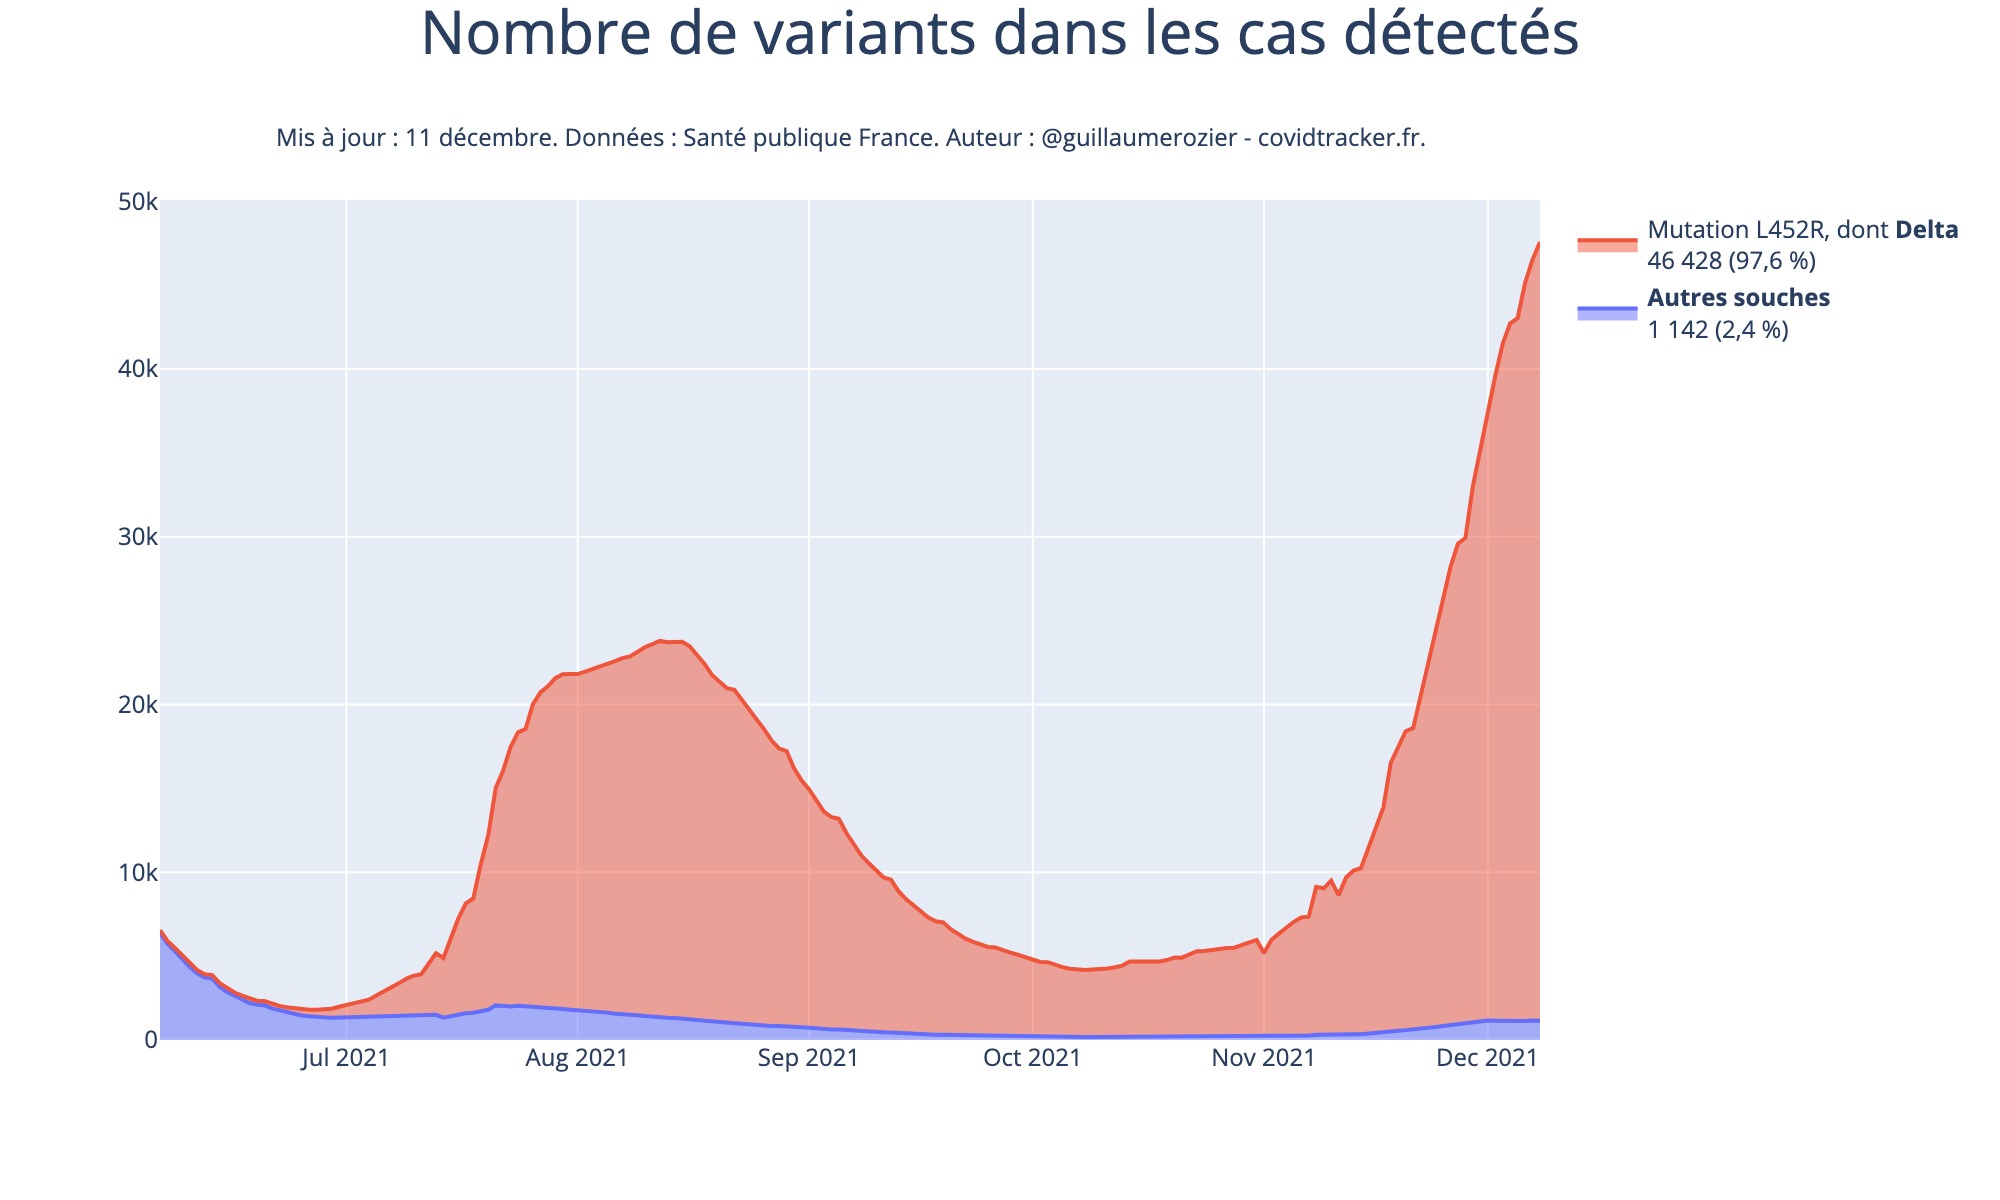 Nombre de variants dans les cas détectés
Mis à jour : 11 décembre. Données : Santé publique France. Auteur : @guillaumerozier - covidtracker.fr.
50k
40k
30k
20k
10k
0
Jul 2021
Aug 2021
Sep 2021
Oct 2021
Nov 2021
Dec 2021
Mutation L452R, dont Delta
46 428 (97,6 %)
Autres souches
1 142 (2,4 %)